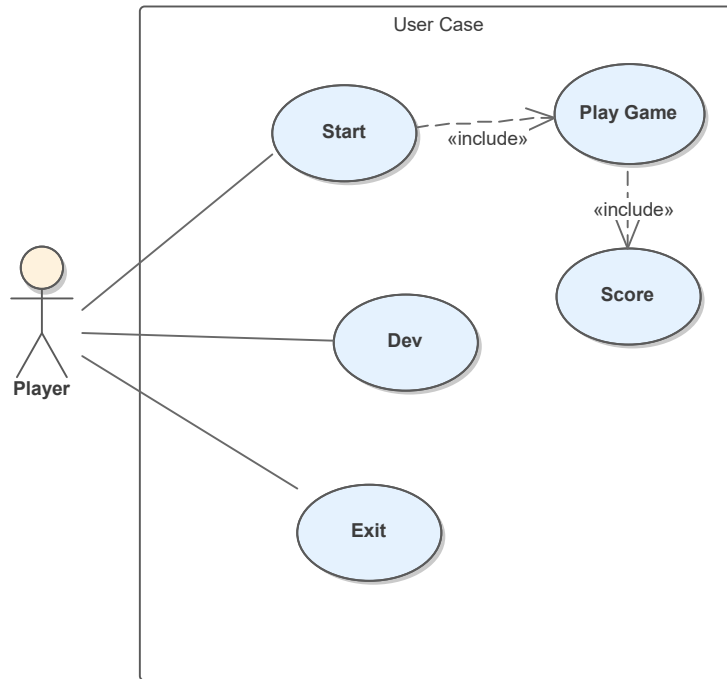 User Case
Start
«include»
Play Game
«include»
Score
Player
Dev
Exit